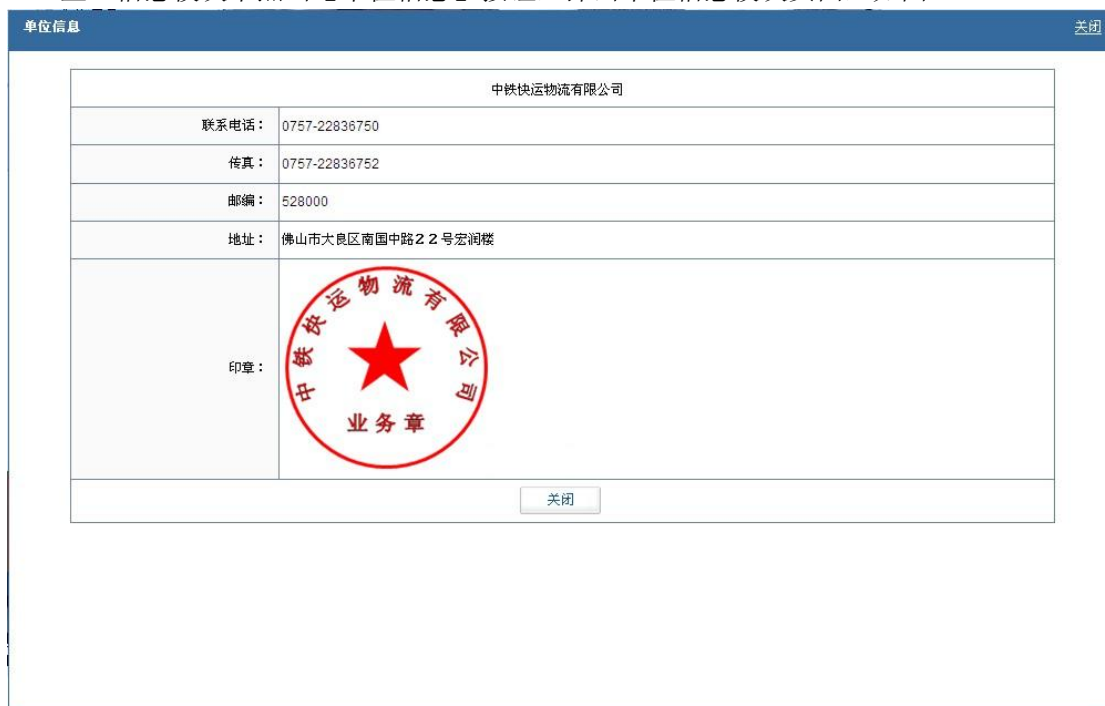 单位信息
关闭
中铁快运物流有限公司
联系电话: 0757-22836750
传真: 0757-22836752
邮编: 528000
地址: 佛山市大良区南国中路22号宏润楼
印章:
中铁快运物流有限公司
业务章
关闭